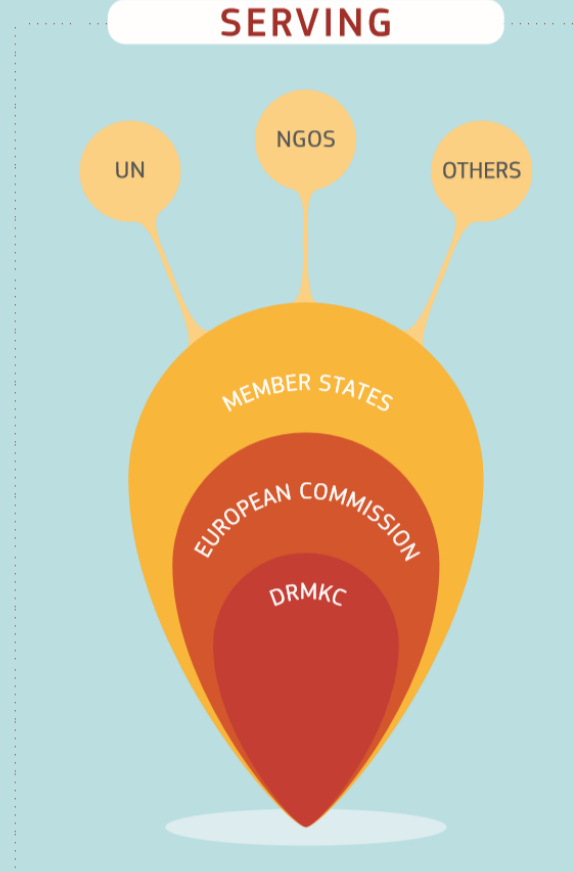 SERVING
NGOS
UN
OTHERS
MEMBER STATES
EUROPEAN COMMISSION
DRMKC